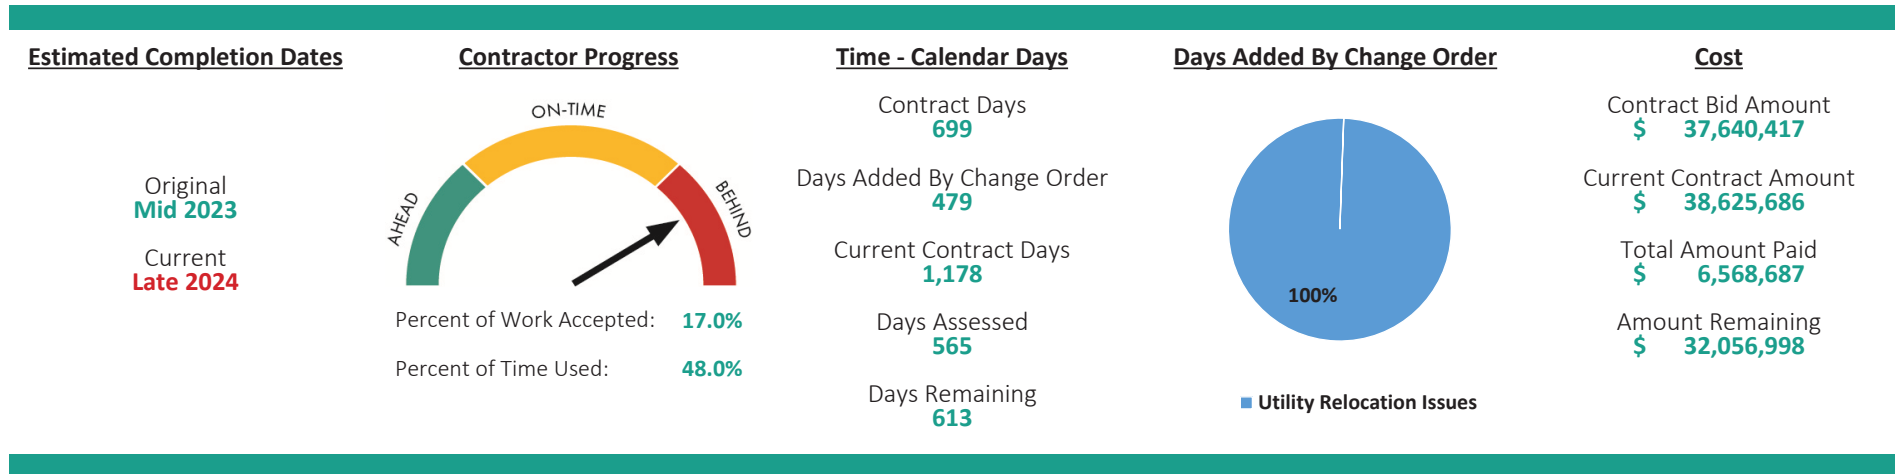 Estimated Completion Dates
Original
Mid 2023
Current
Late 2024
Contractor Progress
AHEAD
ON-TIME
BEHIND
Percent of Work Accepted: 17.0%
Percent of Time Used: 48.0%
Time - Calendar Days
Contract Days
699
Days Added By Change Order
479
Current Contract Days
1,178
Days Assessed
565
Days Remaining
613
Days Added By Change Order
100%
Utility Relocation Issues
Cost
Contract Bid Amount
$ 37,640,417
Current Contract Amount
$ 38,625,686
Total Amount Paid
$ 6,568,687
Amount Remaining
$ 32,056,998